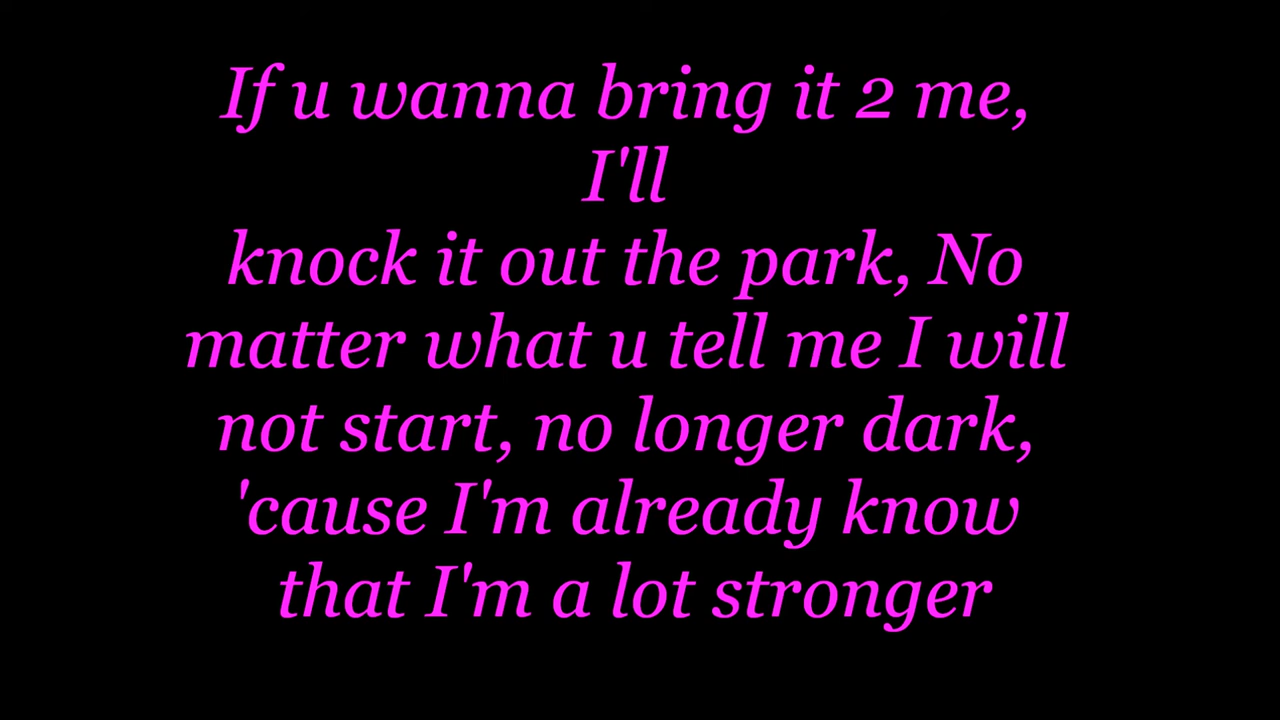 If u wanna bring it 2 me,
I'll
knock it out the park, No
matter what u tell me I will
not start, no longer dark,
'cause I'm already know
that I'm a lot stronger